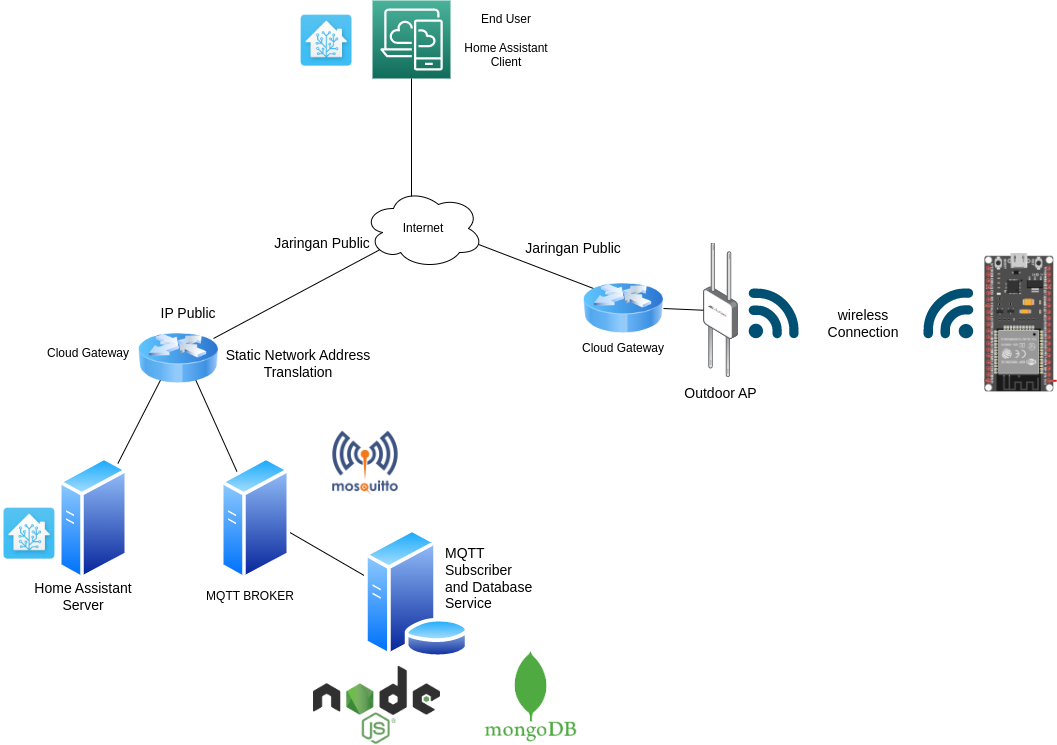 End User
Home Assistant
Client
Internet
Jaringan Public
Jaringan Public
IP Public
Cloud Gateway
Static Network Address
Translation
Cloud Gateway
Outdoor AP
wireless
Connection
mosquitto
Home Assistant
Server
MQTT BROKER
MQTT
Subscriber
and Database
Service
node
JS
mongoDB